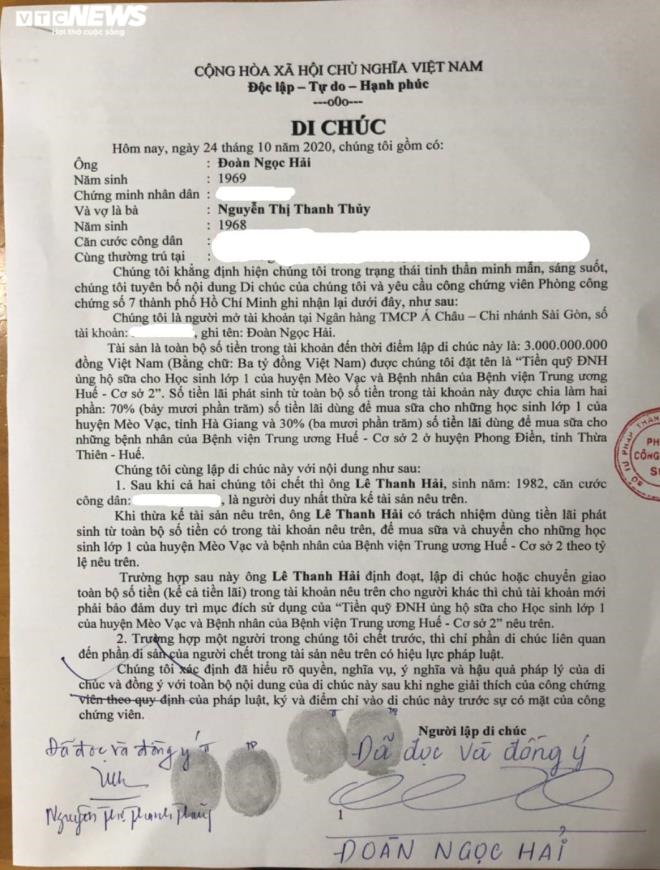 VTC NEWS
Hơi thở cuộc sống
CỘNG HÒA XÃ HỘI CHỦ NGHĨA VIỆT NAM
Độc lập – Tự do – Hạnh phúc
---o0o---
DI CHÚC
Hôm nay, ngày 24 tháng 10 năm 2020, chúng tôi gồm có:
Ông : Đoàn Ngọc Hải
Năm sinh : 1969
Chứng minh nhân dân :
Và vợ là bà : Nguyễn Thị Thanh Thủy
Năm sinh : 1968
Căn cước công dân :
Cùng thường trú tại :
Chúng tôi khẳng định hiện chúng tôi trong trạng thái tinh thần minh mẫn, sáng suốt,
chúng tôi tuyên bố nội dung Di chúc của chúng tôi và yêu cầu công chứng viên Phòng công
chứng số 7 thành phố Hồ Chí Minh ghi nhận lại dưới đây, như sau:
Chúng tôi là người mở tài khoản tại Ngân hàng TMCP Á Châu – Chi nhánh Sài Gòn, số
tài khoản: , ghi tên: Đoàn Ngọc Hải.
Tài sản là toàn bộ số tiền trong tài khoản đến thời điểm lập di chúc này là: 3.000.000.000
đồng Việt Nam (Bằng chữ: Ba tỷ đồng Việt Nam) được chúng tôi đặt tên là “Tiền quỹ ĐNH
ủng hộ sữa cho Học sinh lớp 1 của huyện Mèo Vạc và Bệnh nhân của Bệnh viện Trung ương
Huế - Cơ sở 2”. Số tiền lãi phát sinh từ toàn bộ số tiền trong tài khoản này được chia làm hai
phần: 70% (bảy mươi phần trăm) số tiền lãi dùng để mua sữa cho những học sinh lớp 1 của
huyện Mèo Vạc, tỉnh Hà Giang và 30% (ba mươi phần trăm) số tiền lãi dùng để mua sữa cho
những bệnh nhân của Bệnh viện Trung ương Huế - Cơ sở 2 ở huyện Phong Điền, tỉnh Thừa
Thiên - Huế.
Chúng tôi cùng lập di chúc này với nội dung như sau:
1. Sau khi cả hai chúng tôi chết thì ông Lê Thanh Hải, sinh năm: 1982, căn cước
công dân: , là người duy nhất thừa kế tài sản nêu trên.
Khi thừa kế tài sản nêu trên, ông Lê Thanh Hải có trách nhiệm dùng tiền lãi phát
sinh từ toàn bộ số tiền có trong tài khoản nêu trên, để mua sữa và chuyển cho những học
sinh lớp 1 của huyện Mèo Vạc và bệnh nhân của Bệnh viện Trung ương Huế - Cơ sở 2 theo tỷ
lệ nêu trên.
Trường hợp sau này ông Lê Thanh Hải định đoạt, lập di chúc hoặc chuyển giao
toàn bộ số tiền (kể cả tiền lãi) trong tài khoản nêu trên cho người khác thì chủ tài khoản mới
phải bảo đảm duy trì mục đích sử dụng của “Tiền quỹ ĐNH ủng hộ sữa cho Học sinh lớp 1
của huyện Mèo Vạc và Bệnh nhân của Bệnh viện Trung ương Huế - Cơ sở 2” nêu trên.
2. Trường hợp một người trong chúng tôi chết trước, thì chỉ phần di chúc liên quan
đến phần di sản của người chết trong tài sản nêu trên có hiệu lực pháp luật.
Chúng tôi xác định đã hiểu rõ quyền, nghĩa vụ, ý nghĩa và hậu quả pháp lý của di
chúc và đồng ý với toàn bộ nội dung của di chúc này sau khi nghe giải thích của công chứng
viên theo quy định của pháp luật, ký và điểm chỉ vào di chúc này trước sự có mặt của công
chứng viên.
Người lập di chúc
Đã đọc và đồng ý
Đã đọc và đồng ý
Nguyễn Thị Thanh Thủy
1
ĐOÀN NGỌC HẢI